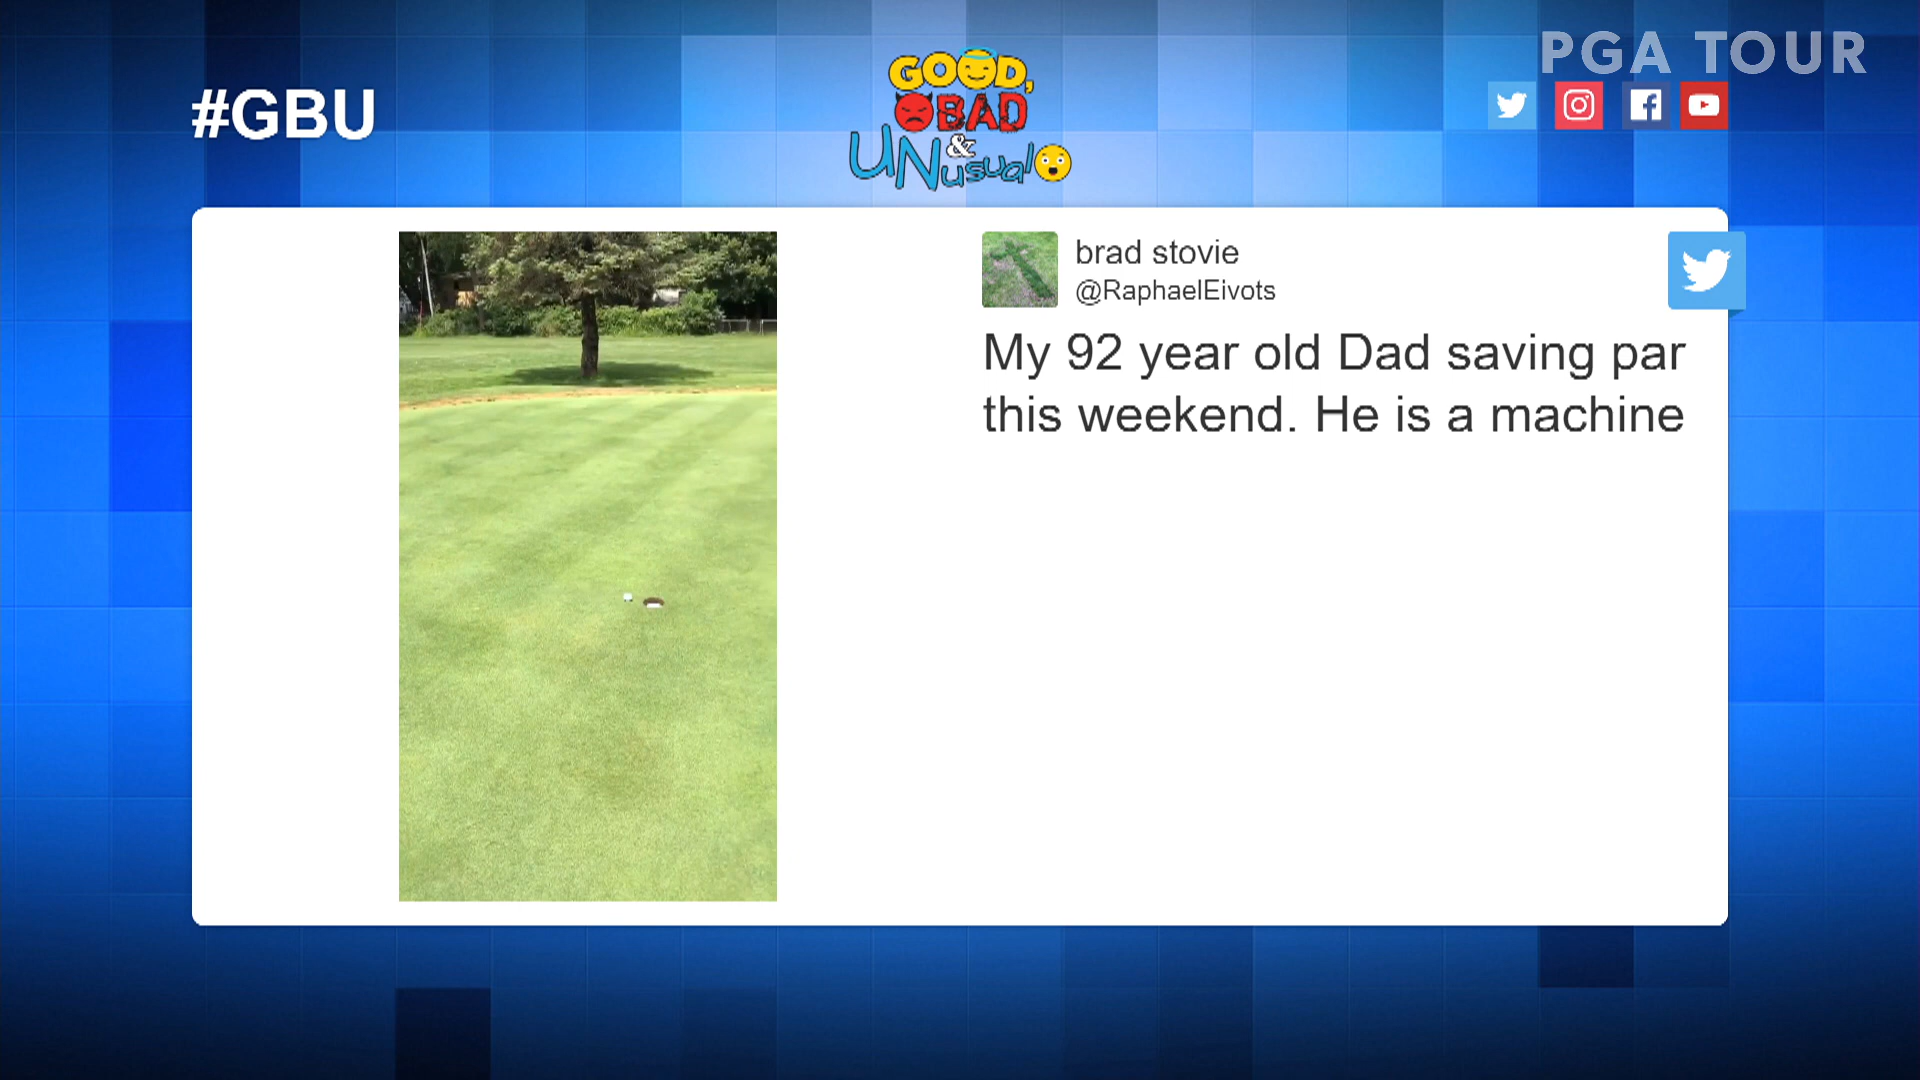 PGA TOUR
#GBU
GOOD,
BAD
&
UNusual
brad stovie
@RaphaelEivots
My 92 year old Dad saving par
this weekend. He is a machine